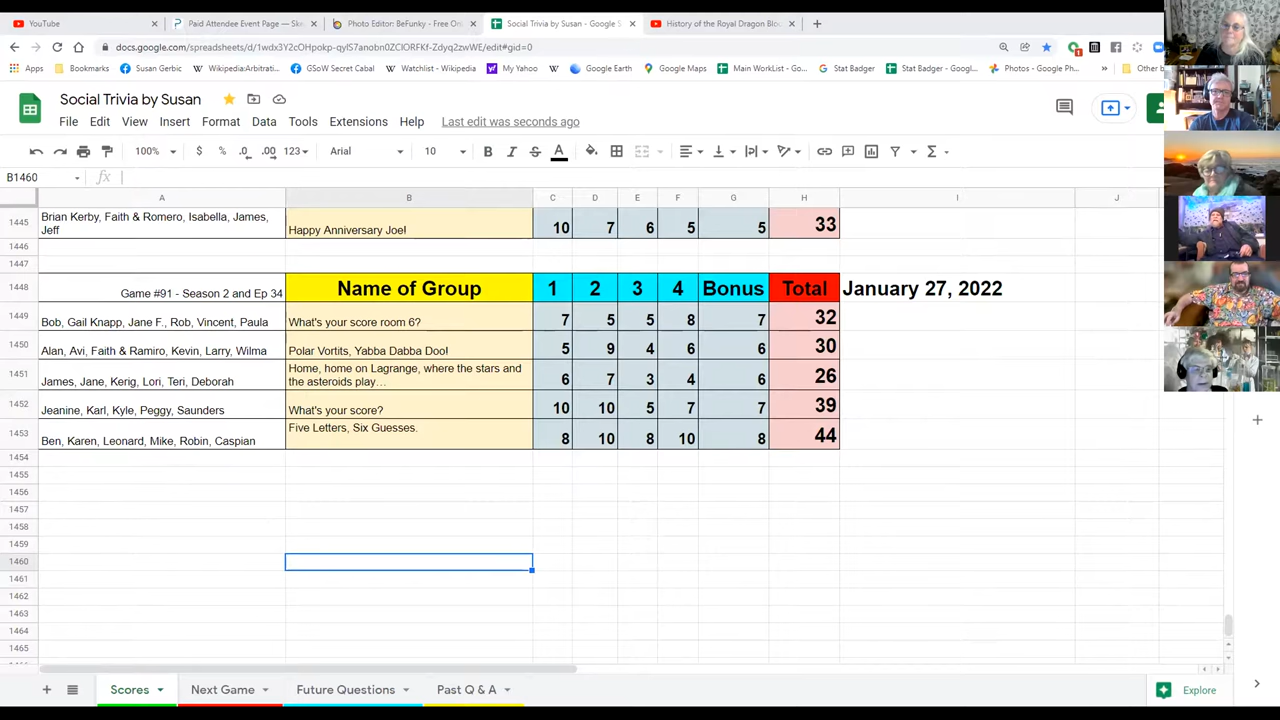 YouTube
Paid Attendee Event Page — Ske
Photo Editor: BeFunky - Free Onl
Social Trivia by Susan - Google S
History of the Royal Dragon Blou
docs.google.com/spreadsheets/d/
Apps Bookmarks Susan Gerbic Wikipedia:Arbitrati... GSoW Secret Cabal Watchlist - Wikiped... My Yahoo Google Earth Google Maps Main WorkList - Go... Stat Badger Stat Badger - Googl... Photos - Google Ph... Other b
Social Trivia by Susan
File Edit View Insert Format Data Tools Extensions Help Last edit was seconds ago
100% $ % .0 .00 123 Arial 10 B I S A
B1460 fx
A B C D E F G H I J
1445 Brian Kerby, Faith & Romero, Isabella, James,
Jeff Happy Anniversary Joe! 10 7 6 5 5 33
1446
1447
1448 Game #91 - Season 2 and Ep 34 Name of Group 1 2 3 4 Bonus Total January 27, 2022
1449 Bob, Gail Knapp, Jane F., Rob, Vincent, Paula What's your score room 6? 7 5 5 8 7 32
1450 Alan, Avi, Faith & Ramiro, Kevin, Larry, Wilma Polar Vortits, Yabba Dabba Doo! 5 9 4 6 6 30
Home, home on Lagrange, where the stars and
1451 James, Jane, Kerig, Lori, Teri, Deborah the asteroids play… 6 7 3 4 6 26
1452 Jeanine, Karl, Kyle, Peggy, Saunders What's your score? 10 10 5 7 7 39
1453 Ben, Karen, Leonard, Mike, Robin, Caspian Five Letters, Six Guesses. 8 10 8 10 8 44
1454
1455
1456
1457
1458
1459
1460
1461
1462
1463
1464
1465
Scores Next Game Future Questions Past Q & A Explore